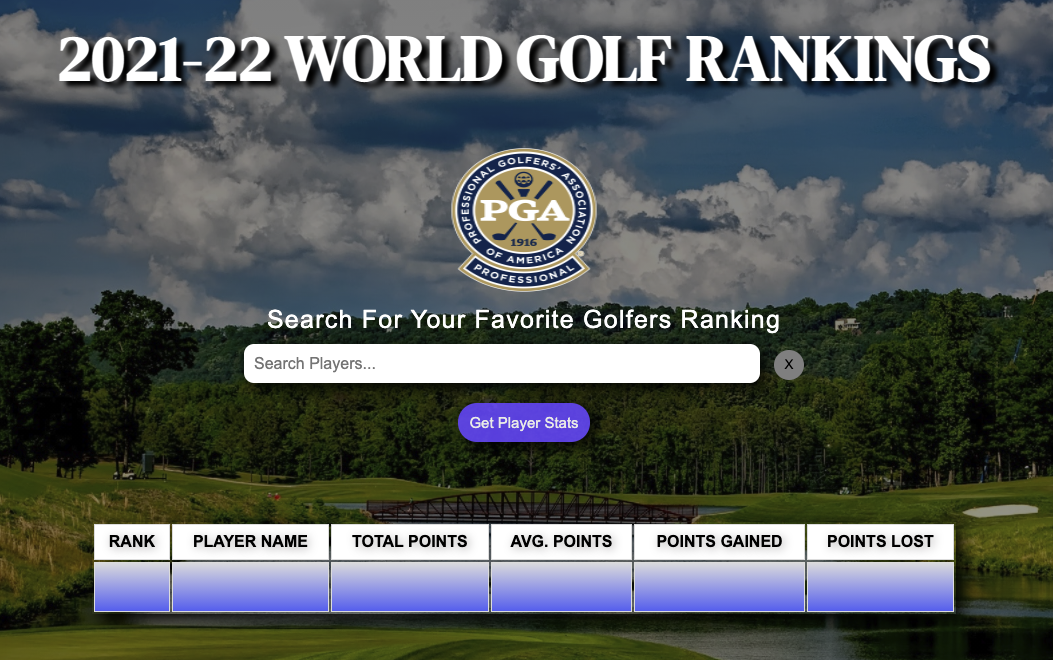 2021-22 WORLD GOLF RANKINGS
PROFESSIONAL GOLFERS' ASSOCIATION
PGA
1916
OF AMERICA
PROFESSIONAL
Search For Your Favorite Golfers Ranking
Search Players... X
Get Player Stats
RANK PLAYER NAME TOTAL POINTS AVG. POINTS POINTS GAINED POINTS LOST